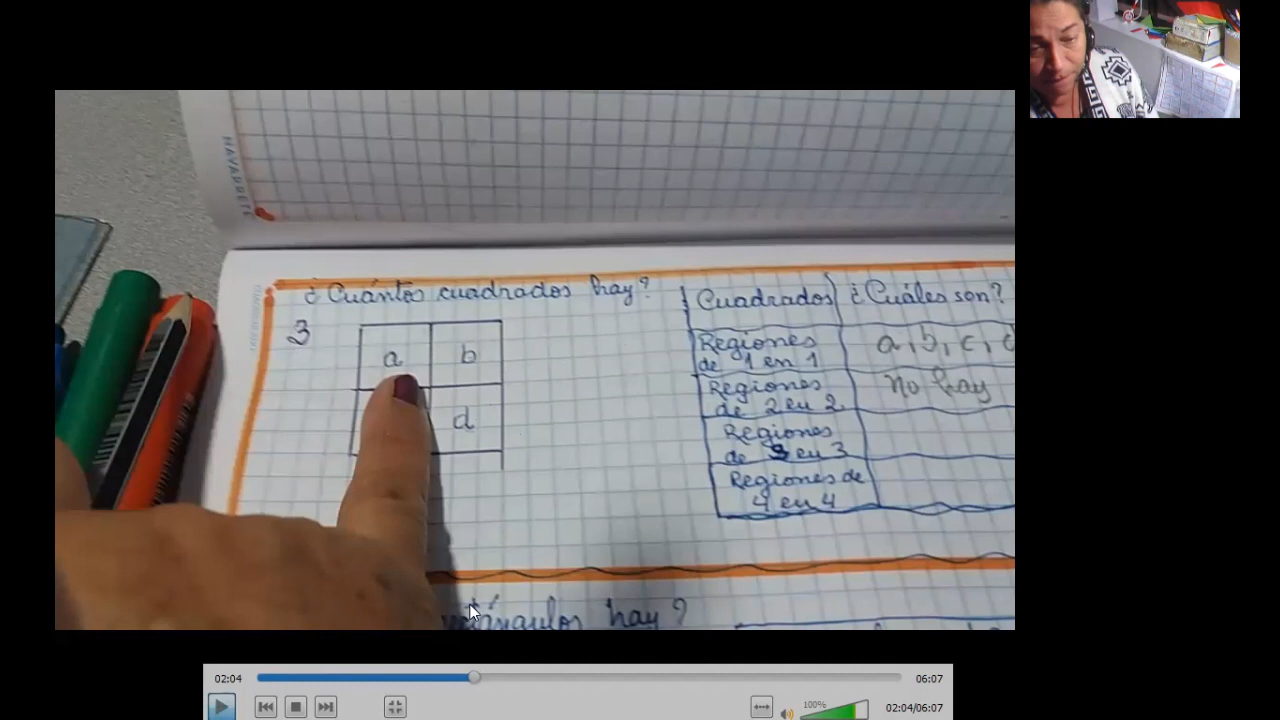 ¿Cuántos cuadrados hay?
3
a b
d
Cuadrados ¿Cuáles son?
Regiones de 1 en 1 a, b, c, d
Regiones de 2 en 2 no hay
Regiones de 3 en 3
Regiones de 4 en 4
hay?
02:04 06:07
100%
02:04/06:07